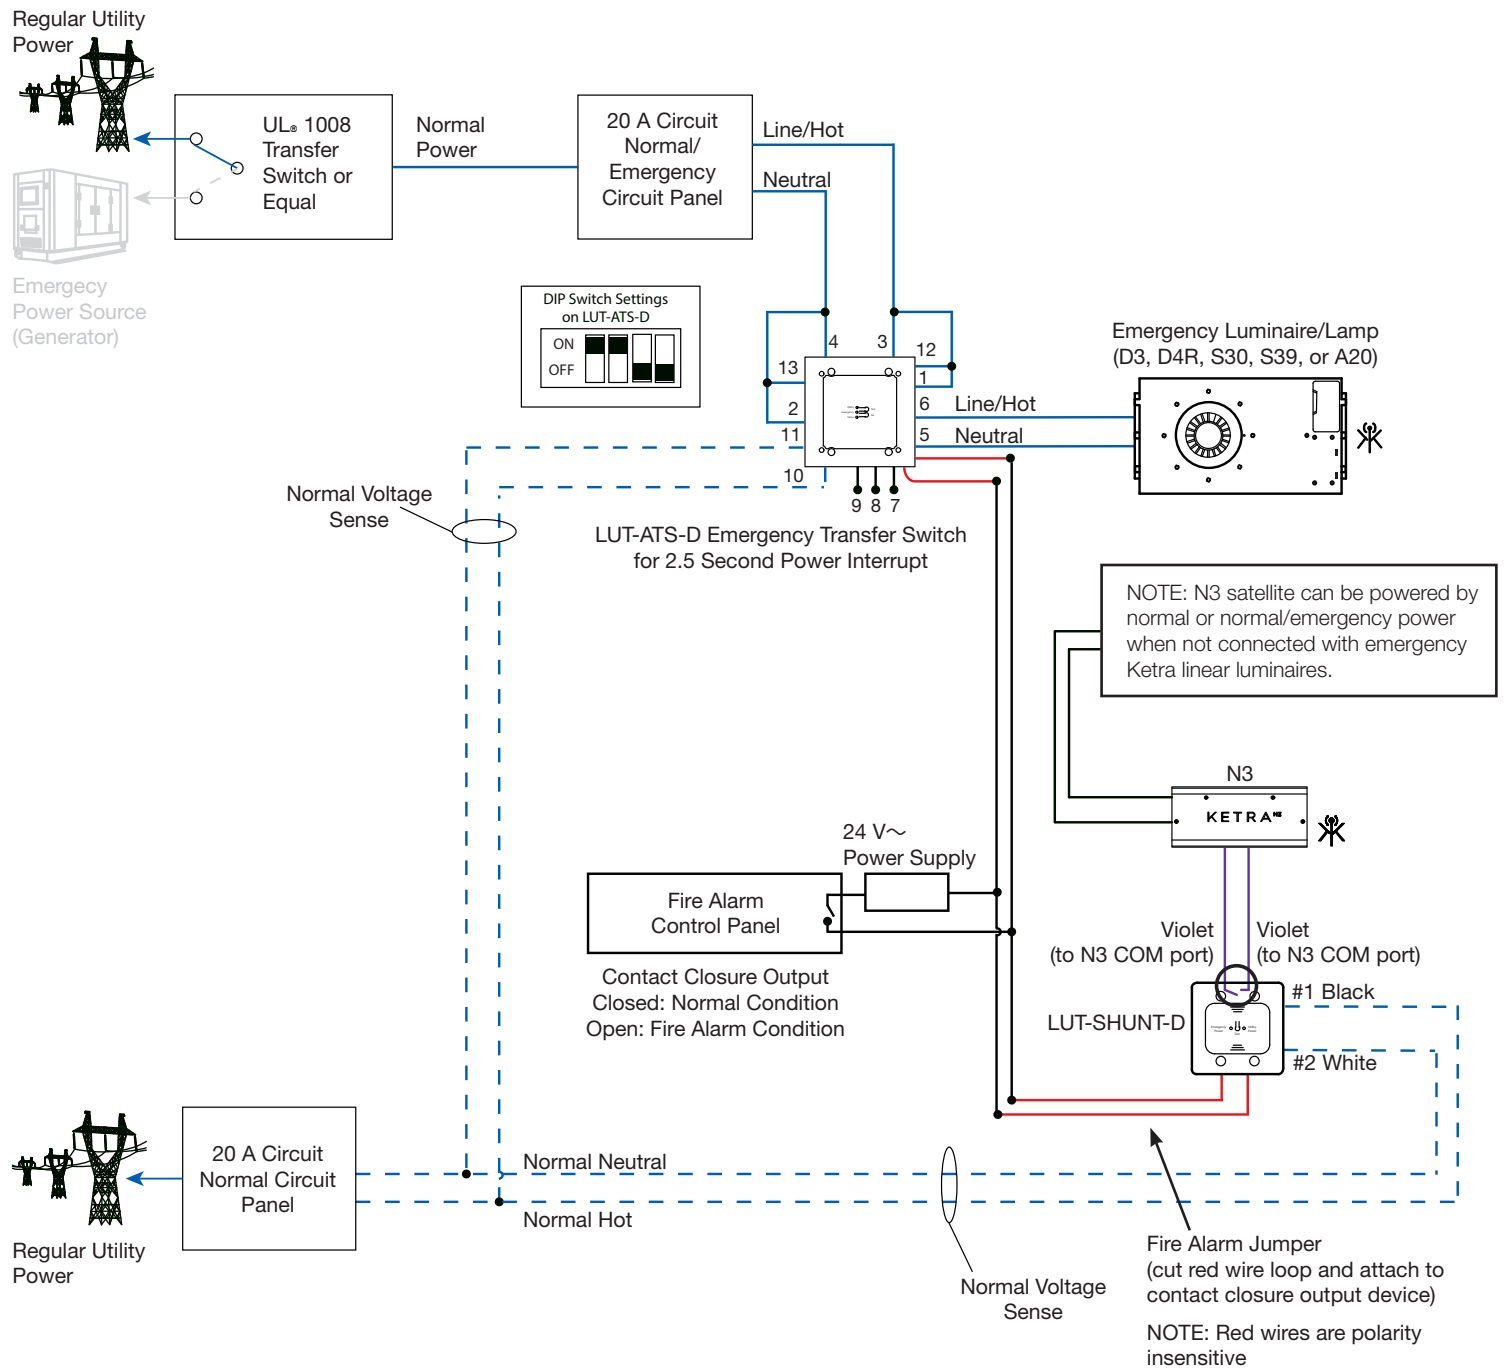 Regular Utility
Power
UL® 1008
Transfer
Switch or
Equal
Normal
Power
20 A Circuit
Normal/
Emergency
Circuit Panel
Line/Hot
Neutral
Emergecy
Power Source
(Generator)
DIP Switch Settings
on LUT-ATS-D
ON
OFF
4
3
12
13
1
2
6
11
5
10
9 8 7
Line/Hot
Neutral
Emergency Luminaire/Lamp
(D3, D4R, S30, S39, or A20)
Normal Voltage
Sense
LUT-ATS-D Emergency Transfer Switch
for 2.5 Second Power Interrupt
NOTE: N3 satellite can be powered by
normal or normal/emergency power
when not connected with emergency
Ketra linear luminaires.
N3
KETRA N3
24 V~
Power Supply
Fire Alarm
Control Panel
Contact Closure Output
Closed: Normal Condition
Open: Fire Alarm Condition
Violet
(to N3 COM port)
Violet
(to N3 COM port)
#1 Black
LUT-SHUNT-D
#2 White
20 A Circuit
Normal Circuit
Panel
Regular Utility
Power
Normal Neutral
Normal Hot
Normal Voltage
Sense
Fire Alarm Jumper
(cut red wire loop and attach to
contact closure output device)
NOTE: Red wires are polarity
insensitive